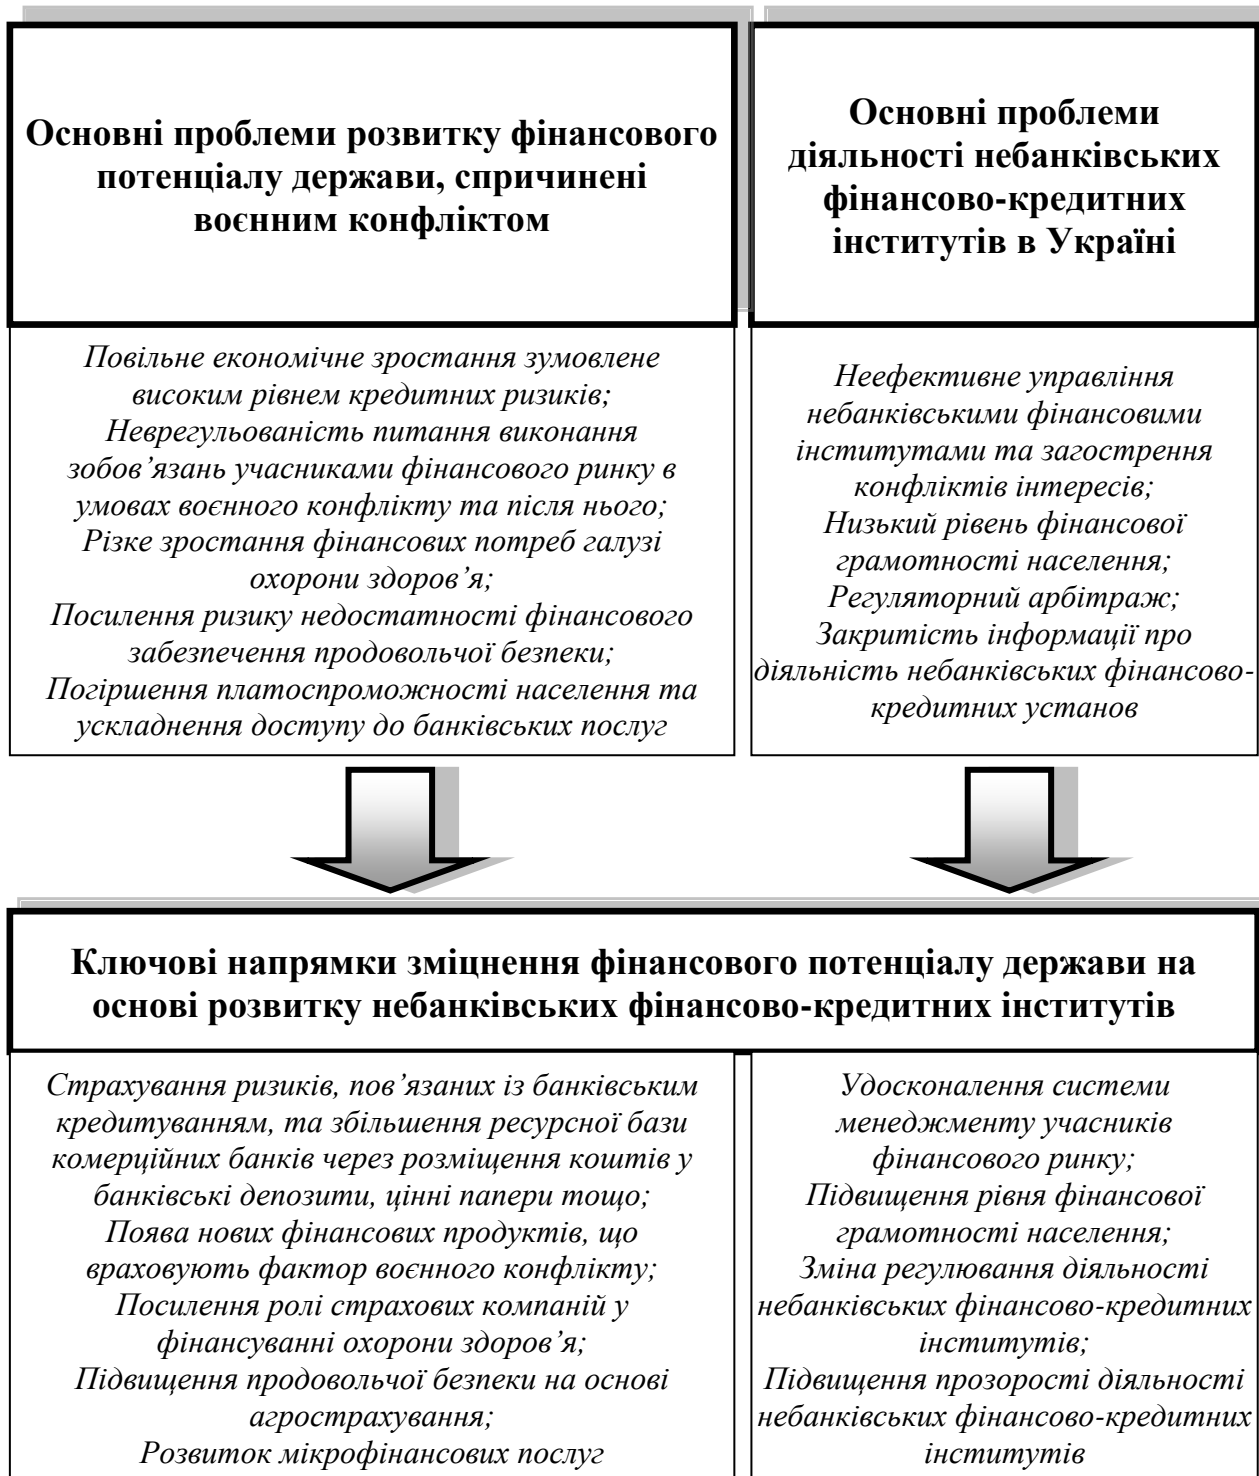 Основні проблеми розвитку фінансового
потенціалу держави, спричинені
воєнним конфліктом
Основні проблеми
діяльності небанківських
фінансово-кредитних
інститутів в Україні
Повільне економічне зростання зумовлене
високим рівнем кредитних ризиків;
Неврегульованість питання виконання
зобов’язань учасниками фінансового ринку в
умовах воєнного конфлікту та після нього;
Різке зростання фінансових потреб галузі
охорони здоров’я;
Посилення ризику недостатності фінансового
забезпечення продовольчої безпеки;
Погіршення платоспроможності населення та
ускладнення доступу до банківських послуг
Неефективне управління
небанківськими фінансовими
інститутами та загострення
конфліктів інтересів;
Низький рівень фінансової
грамотності населення;
Регуляторний арбітраж;
Закритість інформації про
діяльність небанківських фінансово-
кредитних установ
Ключові напрямки зміцнення фінансового потенціалу держави на
основі розвитку небанківських фінансово-кредитних інститутів
Страхування ризиків, пов’язаних із банківським
кредитуванням, та збільшення ресурсної бази
комерційних банків через розміщення коштів у
банківські депозити, цінні папери тощо;
Поява нових фінансових продуктів, що
враховують фактор воєнного конфлікту;
Посилення ролі страхових компаній у
фінансуванні охорони здоров’я;
Підвищення продовольчої безпеки на основі
агрострахування;
Розвиток мікрофінансових послуг
Удосконалення системи
менеджменту учасників
фінансового ринку;
Підвищення рівня фінансової
грамотності населення;
Зміна регулювання діяльності
небанківських фінансово-кредитних
інститутів;
Підвищення прозорості діяльності
небанківських фінансово-кредитних
інститутів